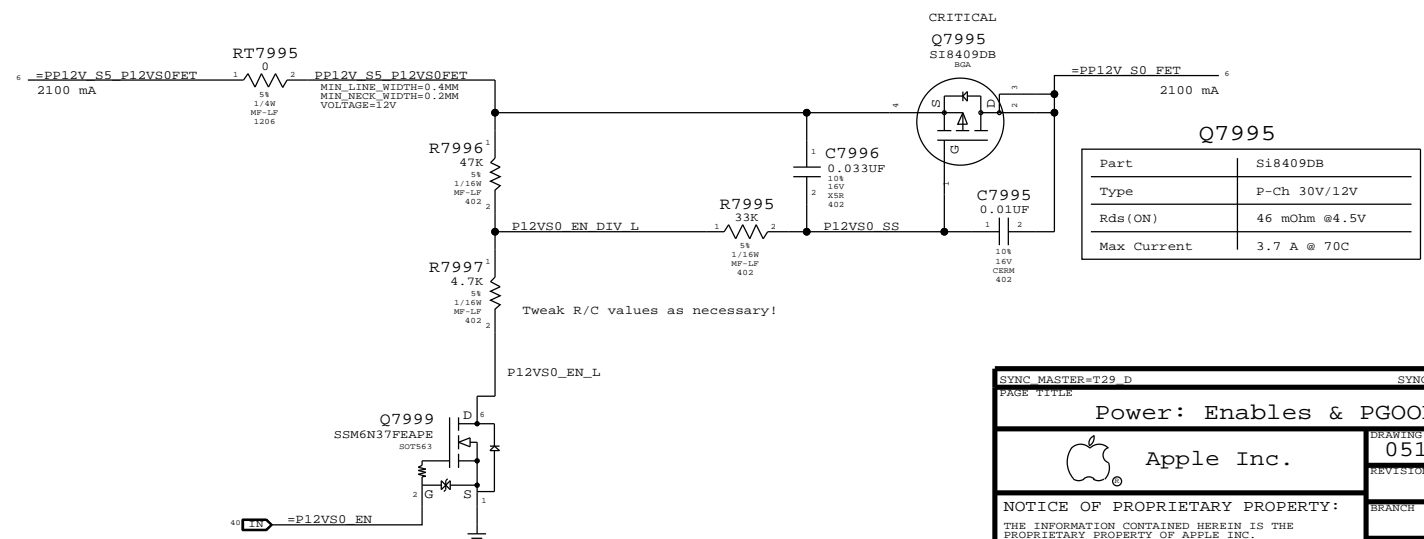 CRITICAL
Q7995
SI8409DB
BGA
RT7995
0
6 =PP12V_S5_P12VS0FET 1 2 PP12V_S5_P12VS0FET
2100 mA
5%
1/4W
MF-LF
1206
MIN_LINE_WIDTH=0.4MM
MIN_NECK_WIDTH=0.2MM
VOLTAGE=12V
4 S D 3 2
G
1
=PP12V_S0_FET 6
2100 mA
Q7995
Part Si8409DB
Type P-Ch 30V/12V
Rds(ON) 46 mOhm @4.5V
Max Current 3.7 A @ 70C
R7996 1
47K
5%
1/16W
MF-LF
402 2
1 C7996
0.033UF
10%
2 16V
X5R
402
R7995
33K
P12VS0_EN_DIV_L 1 2 P12VS0_SS
5%
1/16W
MF-LF
402
C7995
0.01UF
1 2
10%
16V
CERM
402
R7997 1
4.7K
5%
1/16W
MF-LF
402 2
Tweak R/C values as necessary!
P12VS0_EN_L
Q7999
SSM6N37FEAPE
SOT563
D 6
2 G S 1
40 IN =P12VS0_EN
SYNC_MASTER=T29_D SYNC
PAGE TITLE
Power: Enables & PGOO
DRAWING
051
Apple Inc.
®
REVISION
NOTICE OF PROPRIETARY PROPERTY:
BRANCH
THE INFORMATION CONTAINED HEREIN IS THE
PROPRIETARY PROPERTY OF APPLE INC.